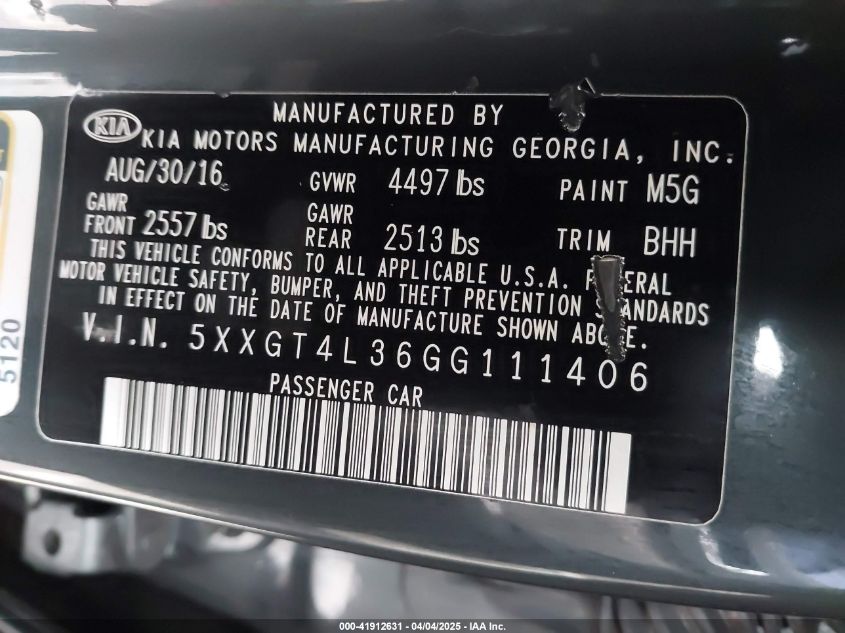 MANUFACTURED BY
KIA KIA MOTORS MANUFACTURING GEORGIA, INC.
AUG/30/16 GVWR 4497 lbs PAINT M5G
GAWR FRONT 2557 lbs GAWR REAR 2513 lbs TRIM BHH
THIS VEHICLE CONFORMS TO ALL APPLICABLE U.S.A.
MOTOR VEHICLE SAFETY, BUMPER, AND THEFT PREVENTION
IN EFFECT ON THE DATE OF MANUFACTURE SHOWN
V.I.N. 5XXGT4L36GG111406
PASSENGER CAR
5120
000-41912631 - 04/04/2025 - IAA Inc.